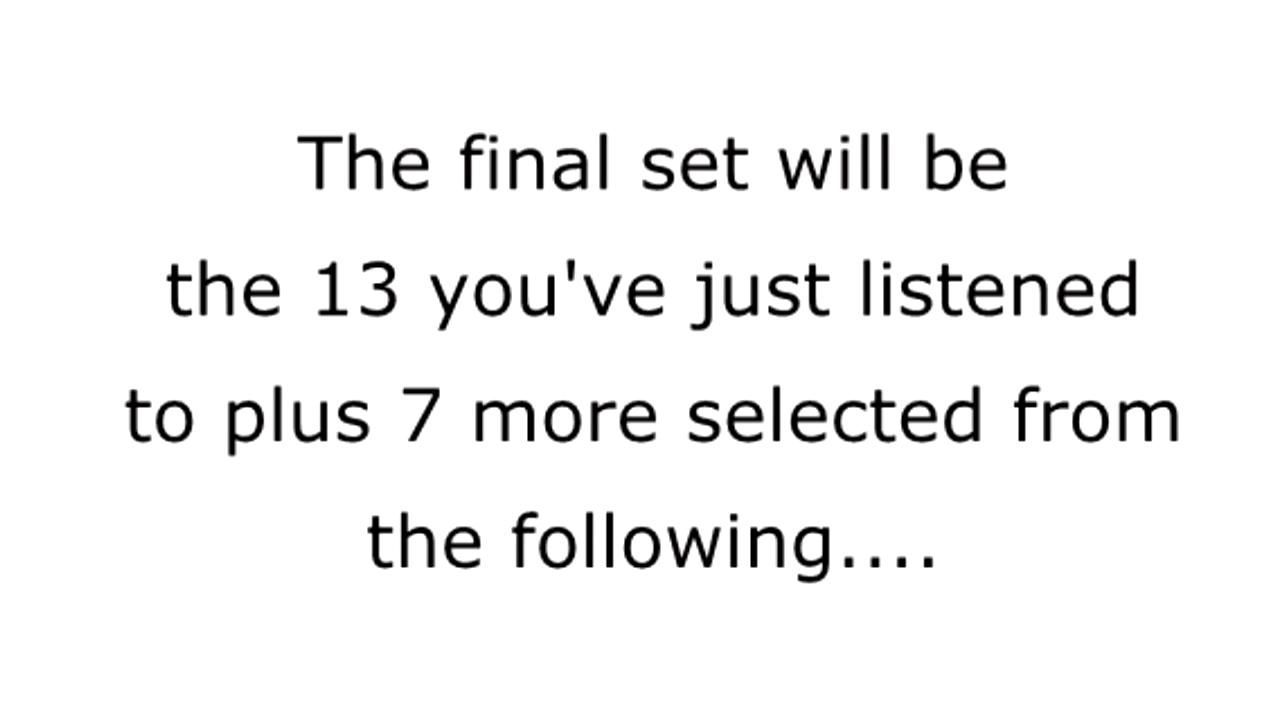 The final set will be
the 13 you've just listened
to plus 7 more selected from
the following....